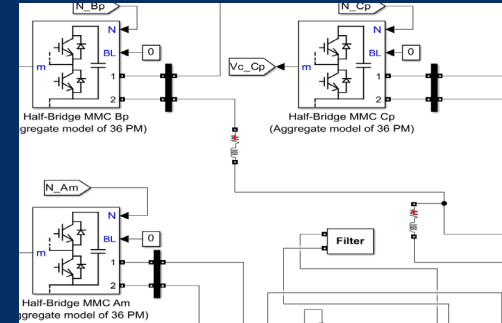 N_Bp
N_Cp
N
BL
0
m
1
2
Half-Bridge MMC Bp
ggregate model of 36 PM)
Vc_Cp
N
BL
0
m
1
2
Half-Bridge MMC Cp
(Aggregate model of 36 PM)
N_Am
N
BL
0
m
1
2
Half-Bridge MMC Am
ggregate model of 36 PM)
Filter